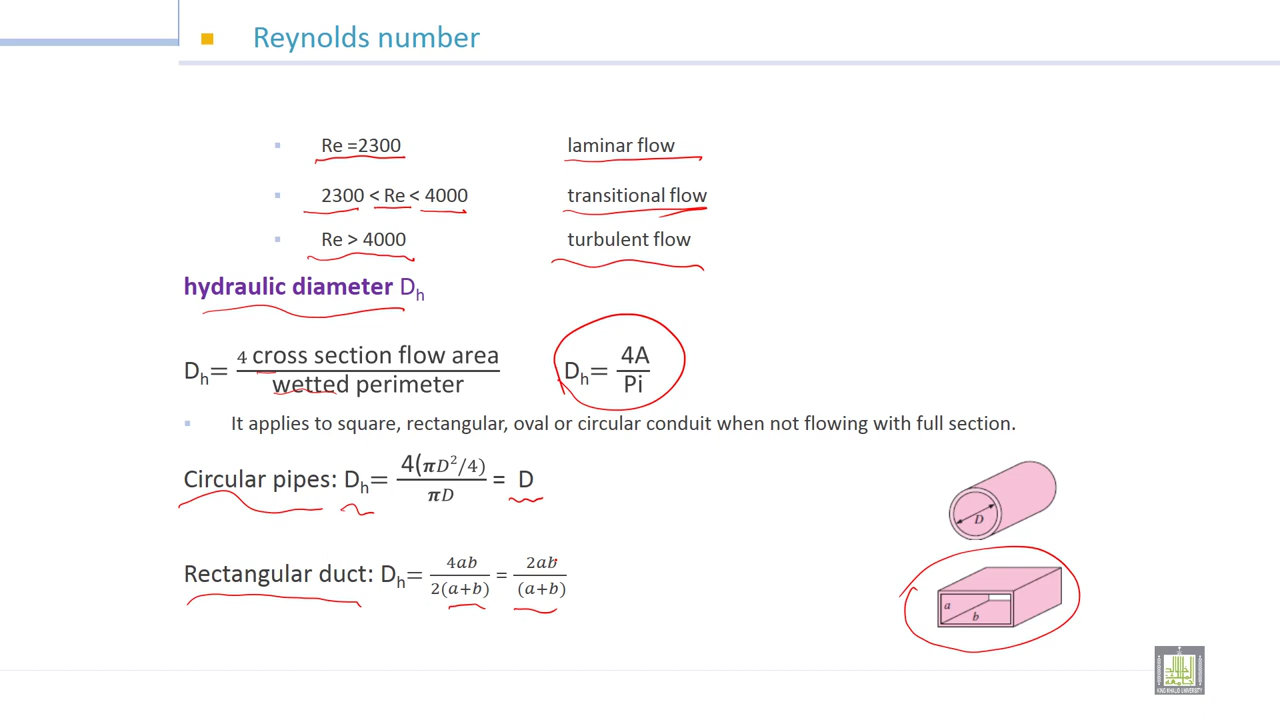 Reynolds number
Re =2300 laminar flow
2300 < Re < 4000 transitional flow
Re > 4000 turbulent flow
hydraulic diameter Dh
Dh= 4 cross section flow area / wetted perimeter Dh= 4A / Pi
It applies to square, rectangular, oval or circular conduit when not flowing with full section.
Circular pipes: Dh= 4(πD²/4) / πD = D
D
Rectangular duct: Dh= 4ab / 2(a+b) = 2ab / (a+b)
a
b
KING KHALID UNIVERSITY